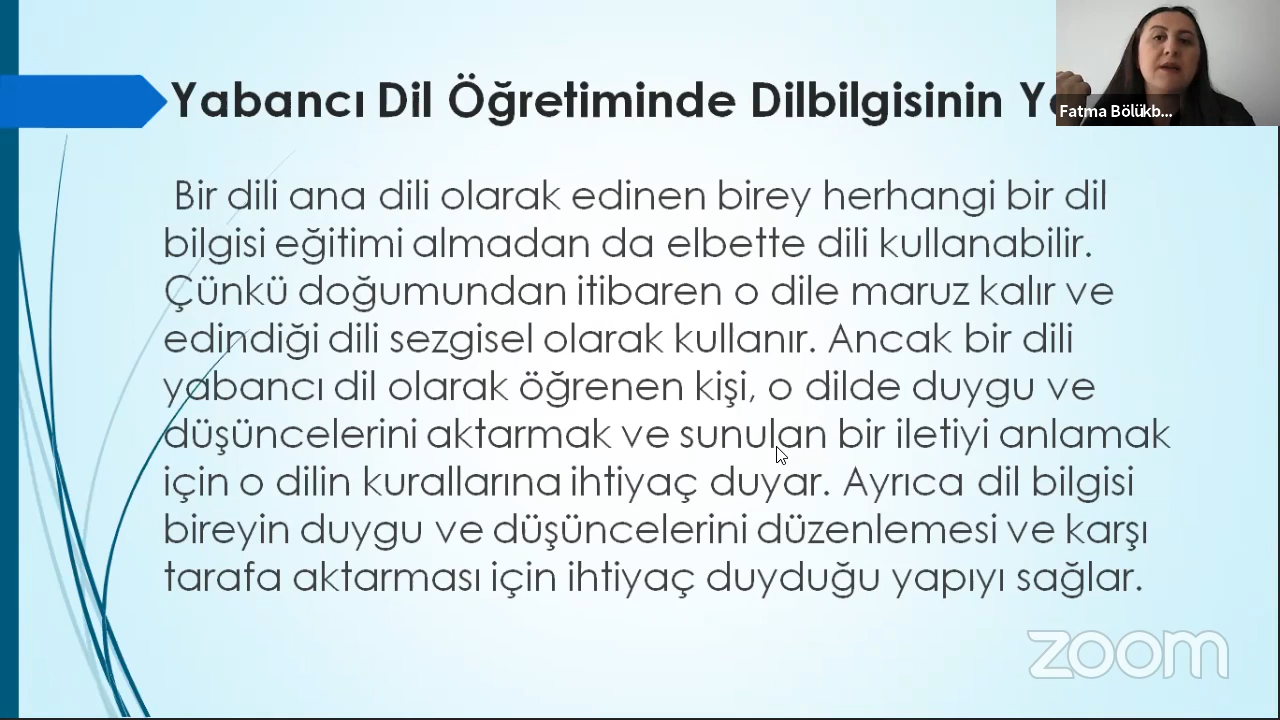 Yabancı Dil Öğretiminde Dilbilgisinin
Fatma Bölükb...
Bir dili ana dili olarak edinen birey herhangi bir dil
bilgisi eğitimi almadan da elbette dili kullanabilir.
Çünkü doğumundan itibaren o dile maruz kalır ve
edindiği dili sezgisel olarak kullanır. Ancak bir dili
yabancı dil olarak öğrenen kişi, o dilde duygu ve
düşüncelerini aktarmak ve sunulan bir iletiyi anlamak
için o dilin kurallarına ihtiyaç duyar. Ayrıca dil bilgisi
bireyin duygu ve düşüncelerini düzenlemesi ve karşı
tarafa aktarması için ihtiyaç duyduğu yapıyı sağlar.
zoom